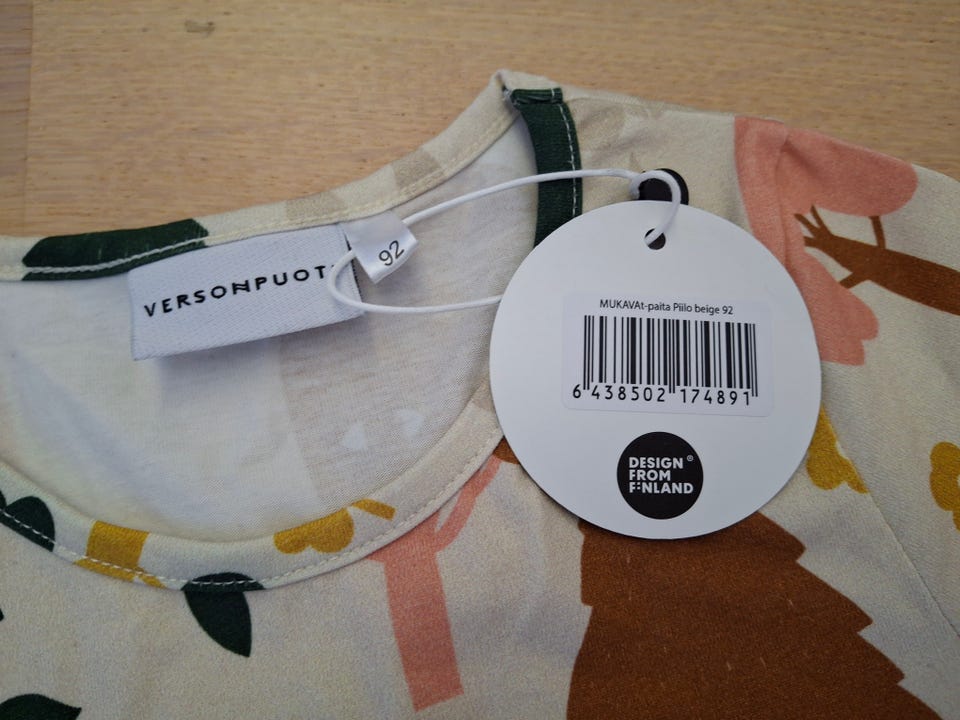 VERSONPUOTI
92
MUKAVAt-paita Piilo beige 92
6 438502 174891
DESIGN ®
FROM
FINLAND